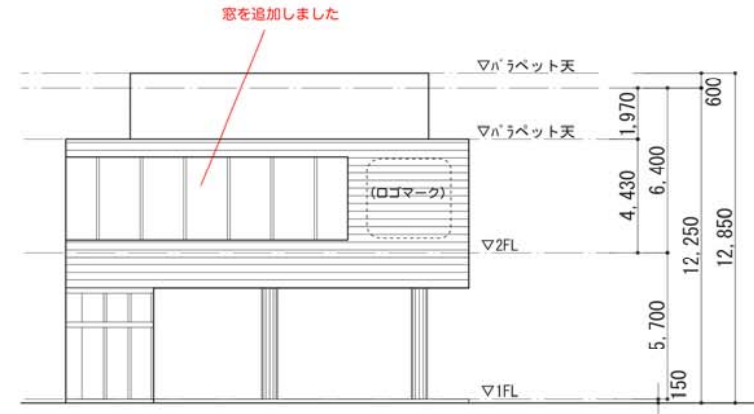 窓を追加しました
▽パラペット天
▽パラペット天
(ロゴマーク)
▽2FL
▽1FL
1,970
4,430
6,400
5,700
150
12,250
600
12,850